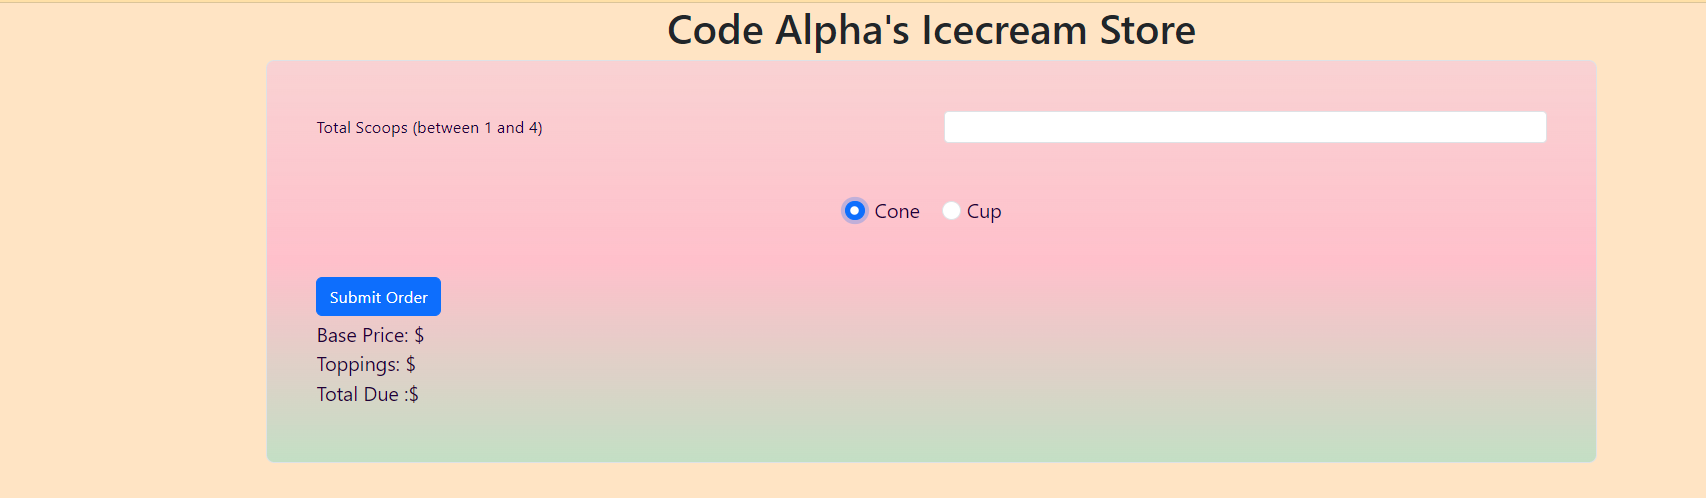 Code Alpha's Icecream Store
Total Scoops (between 1 and 4)
Cone Cup
Submit Order
Base Price: $
Toppings: $
Total Due :$